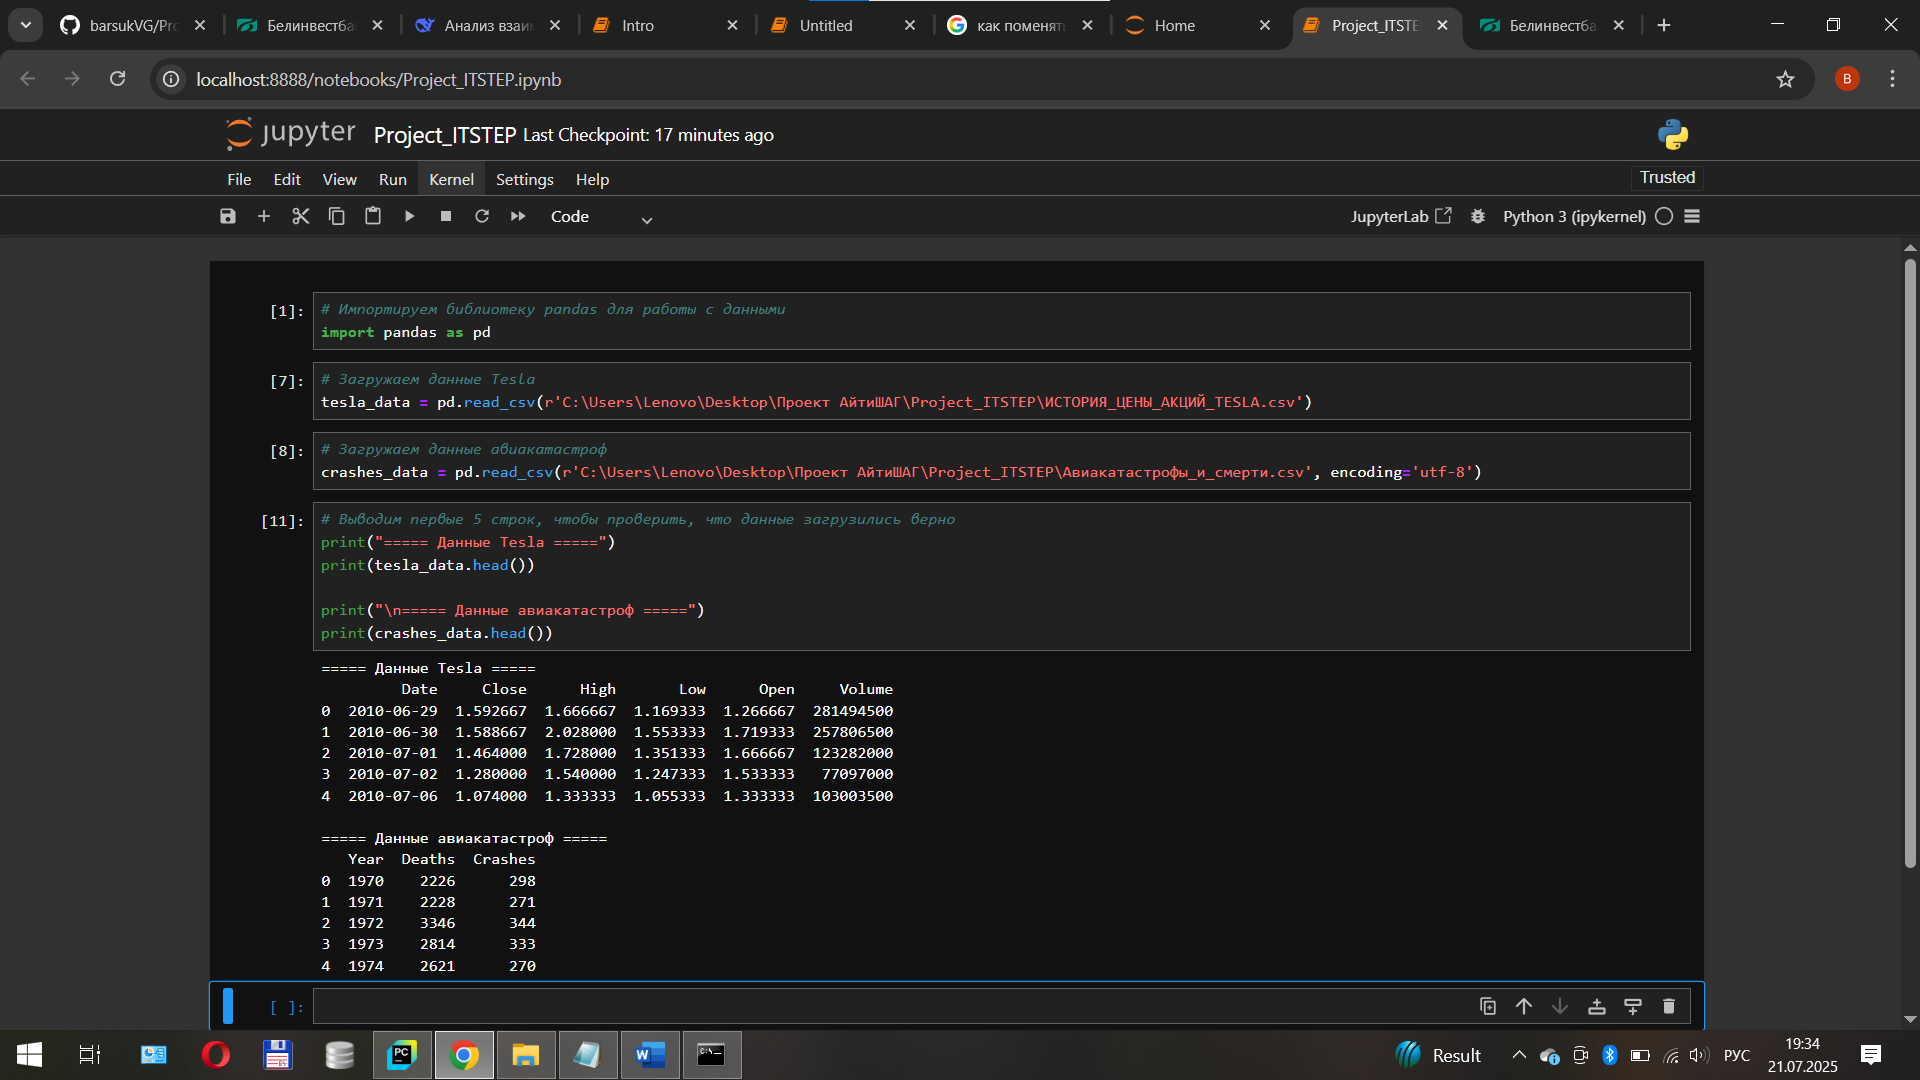 barsukVG/Pro
Белинвестба
Анализ взаи
Intro
Untitled
как поменят
Home
Project_ITSTE
Белинвестба
localhost:8888/notebooks/Project_ITSTEP.ipynb
B
jupyter Project_ITSTEP Last Checkpoint: 17 minutes ago
File Edit View Run Kernel Settings Help
Trusted
Code
JupyterLab
Python 3 (ipykernel)
[1]: # Импортируем библиотеку pandas для работы с данными
import pandas as pd
[7]: # Загружаем данные Tesla
tesla_data = pd.read_csv(r'C:\Users\Lenovo\Desktop\Проект АйтиШАГ\Project_ITSTEP\ИСТОРИЯ_ЦЕНЫ_АКЦИЙ_TESLA.csv')
[8]: # Загружаем данные авиакатастроф
crashes_data = pd.read_csv(r'C:\Users\Lenovo\Desktop\Проект АйтиШАГ\Project_ITSTEP\Авиакатастрофы_и_смерти.csv', encoding='utf-8')
[11]: # Выводим первые 5 строк, чтобы проверить, что данные загрузились верно
print("===== Данные Tesla =====")
print(tesla_data.head())
print("\n===== Данные авиакатастроф =====")
print(crashes_data.head())
===== Данные Tesla =====
Date Close High Low Open Volume
0 2010-06-29 1.592667 1.666667 1.169333 1.266667 281494500
1 2010-06-30 1.588667 2.028000 1.553333 1.719333 257806500
2 2010-07-01 1.464000 1.728000 1.351333 1.666667 123282000
3 2010-07-02 1.280000 1.540000 1.247333 1.533333 77097000
4 2010-07-06 1.074000 1.333333 1.055333 1.333333 103003500
===== Данные авиакатастроф =====
Year Deaths Crashes
0 1970 2226 298
1 1971 2228 271
2 1972 3346 344
3 1973 2814 333
4 1974 2621 270
[ ]:
PC
W
C:\
Result
РУС
19:34
21.07.2025